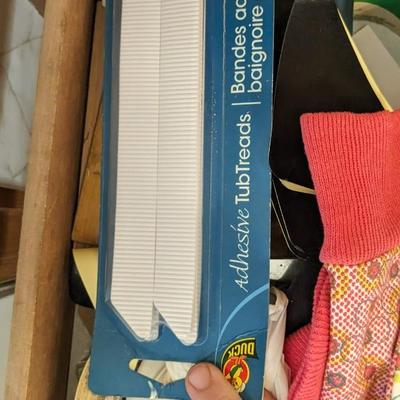 Adhesive TubTreads. | Bandes ad
baignoire
DUCK